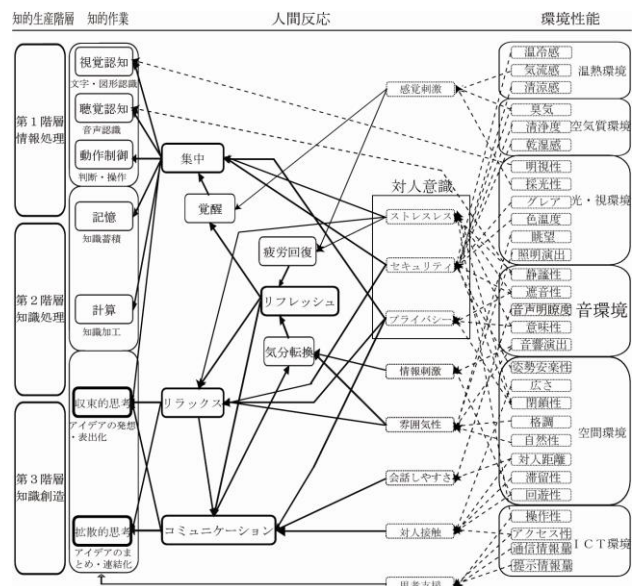 知的生産階層 知的作業 人間反応 環境性能
第1階層
情報処理
第2階層
知識処理
第3階層
知識創造
視覚認知
文字・図形認識
聴覚認知
音声認識
動作制御
判断・操作
記憶
知識蓄積
計算
知識加工
収束的思考
アイデアの発想
・表出化
拡散的思考
アイデアのま
とめ・連結化
集中
覚醒
疲労回復
リフレッシュ
気分転換
リラックス
コミュニケーション
感覚刺激
対人意識
ストレスレス
セキュリティ
プライバシー
情報刺激
雰囲気性
会話しやすさ
対人接触
思考支援
温冷感
気流感
清涼感
温熱環境
臭気
清浄度
乾湿感
空気質環境
明視性
採光性
グレア
色温度
眺望
照明演出
光・視環境
静謐性
遮音性
音声明瞭度
意味性
音響演出
音環境
姿勢安楽性
広さ
閉鎖性
格調
自然性
対人距離
滞留性
回遊性
空間環境
操作性
アクセス性
通信情報量
提示情報量
ICT環境